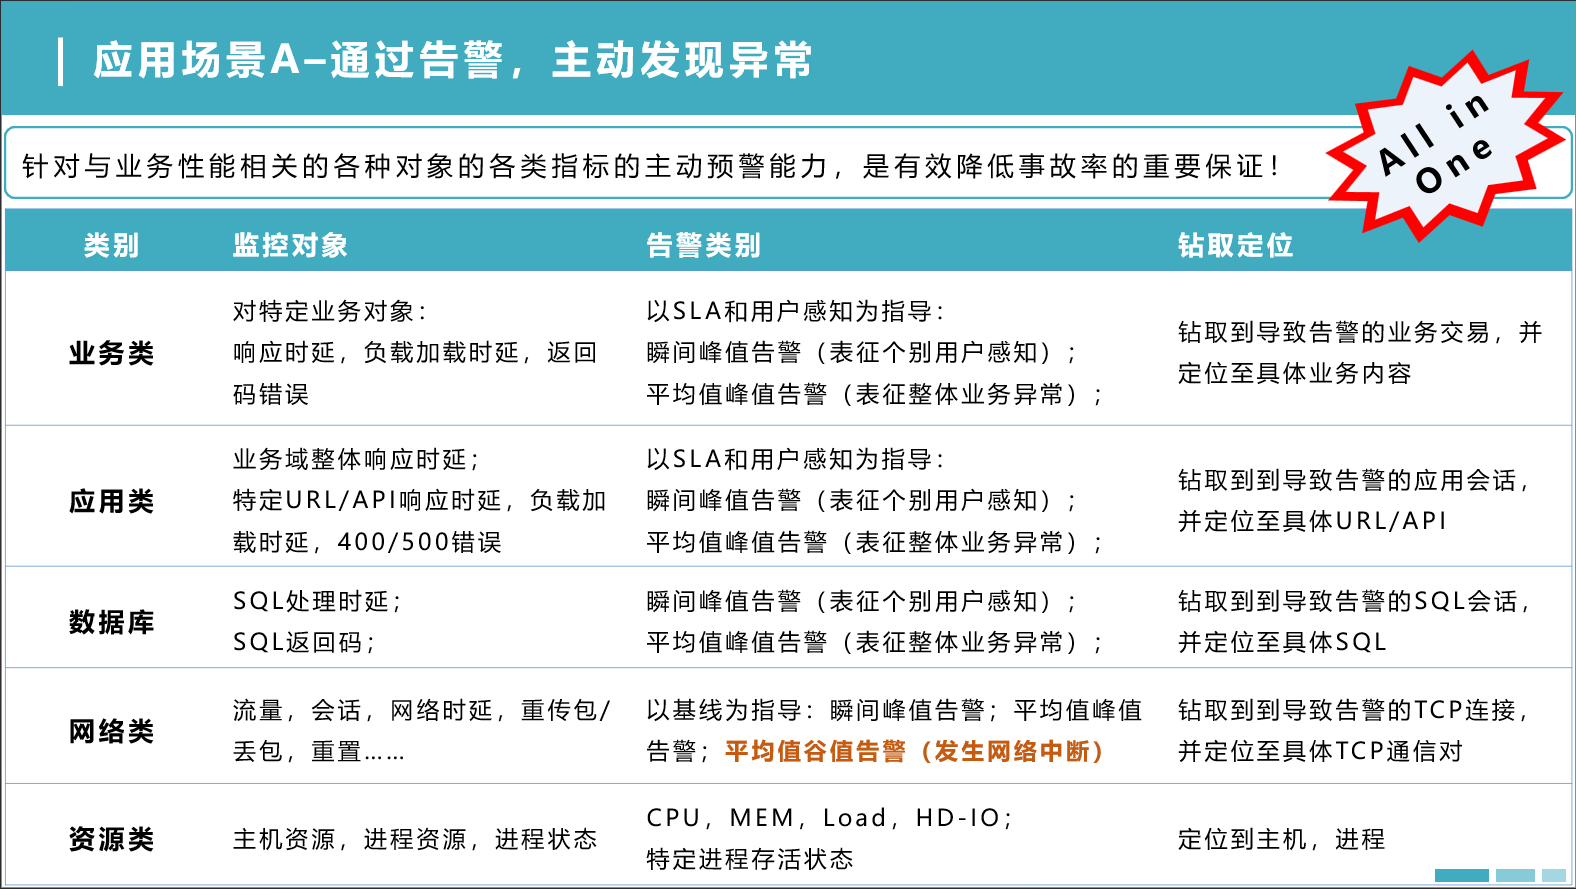 应用场景A–通过告警，主动发现异常
All in
One
针对与业务性能相关的各种对象的各类指标的主动预警能力，是有效降低事故率的重要保证！
类别 监控对象 告警类别 钻取定位
业务类
对特定业务对象：
响应时延，负载加载时延，返回
码错误
以SLA和用户感知为指导：
瞬间峰值告警（表征个别用户感知）；
平均值峰值告警（表征整体业务异常）；
钻取到导致告警的业务交易，并
定位至具体业务内容
应用类
业务域整体响应时延；
特定URL/API响应时延，负载加
载时延，400/500错误
以SLA和用户感知为指导：
瞬间峰值告警（表征个别用户感知）；
平均值峰值告警（表征整体业务异常）；
钻取到到导致告警的应用会话，
并定位至具体URL/API
数据库
SQL处理时延；
SQL返回码；
瞬间峰值告警（表征个别用户感知）；
平均值峰值告警（表征整体业务异常）；
钻取到到导致告警的SQL会话，
并定位至具体SQL
网络类
流量，会话，网络时延，重传包/
丢包，重置……
以基线为指导：瞬间峰值告警；平均值峰值
告警；平均值谷值告警（发生网络中断）
钻取到到导致告警的TCP连接，
并定位至具体TCP通信对
资源类
主机资源，进程资源，进程状态
CPU，MEM，Load，HD-IO；
特定进程存活状态
定位到主机，进程